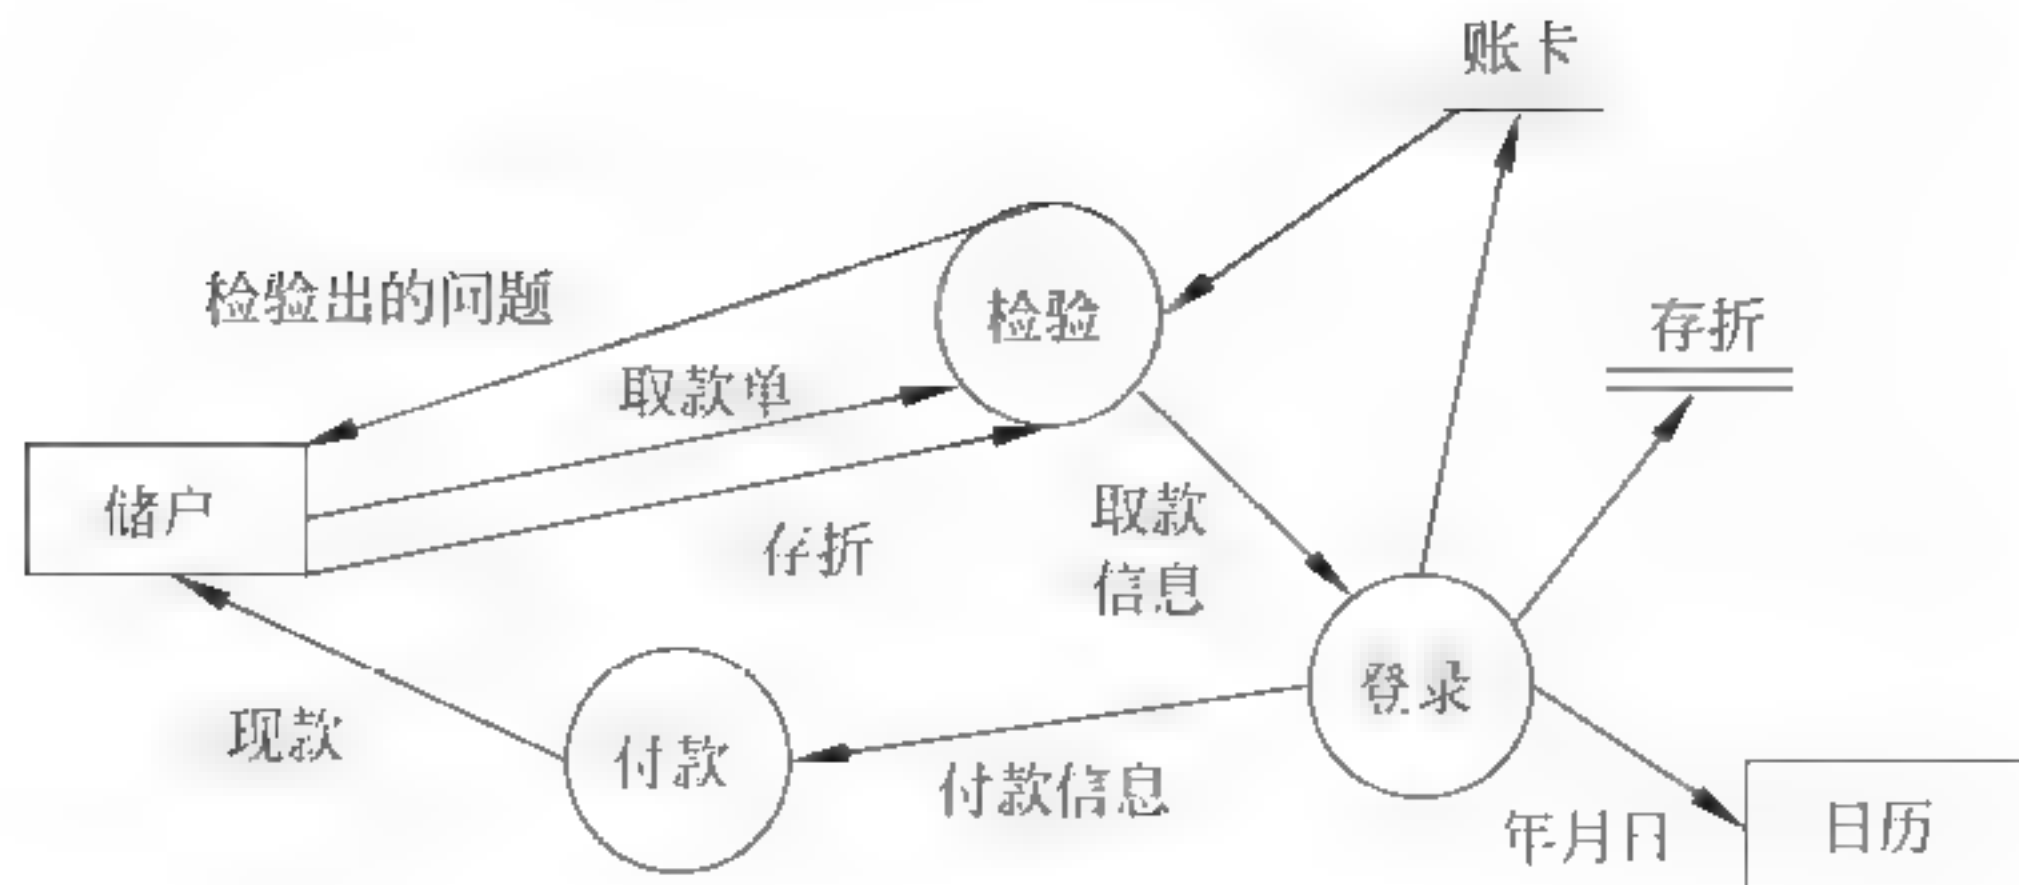 账卡
检验出的问题
检验
存折
取款单
储户
存折
取款
信息
登录
现款
付款
付款信息
年月日
日历